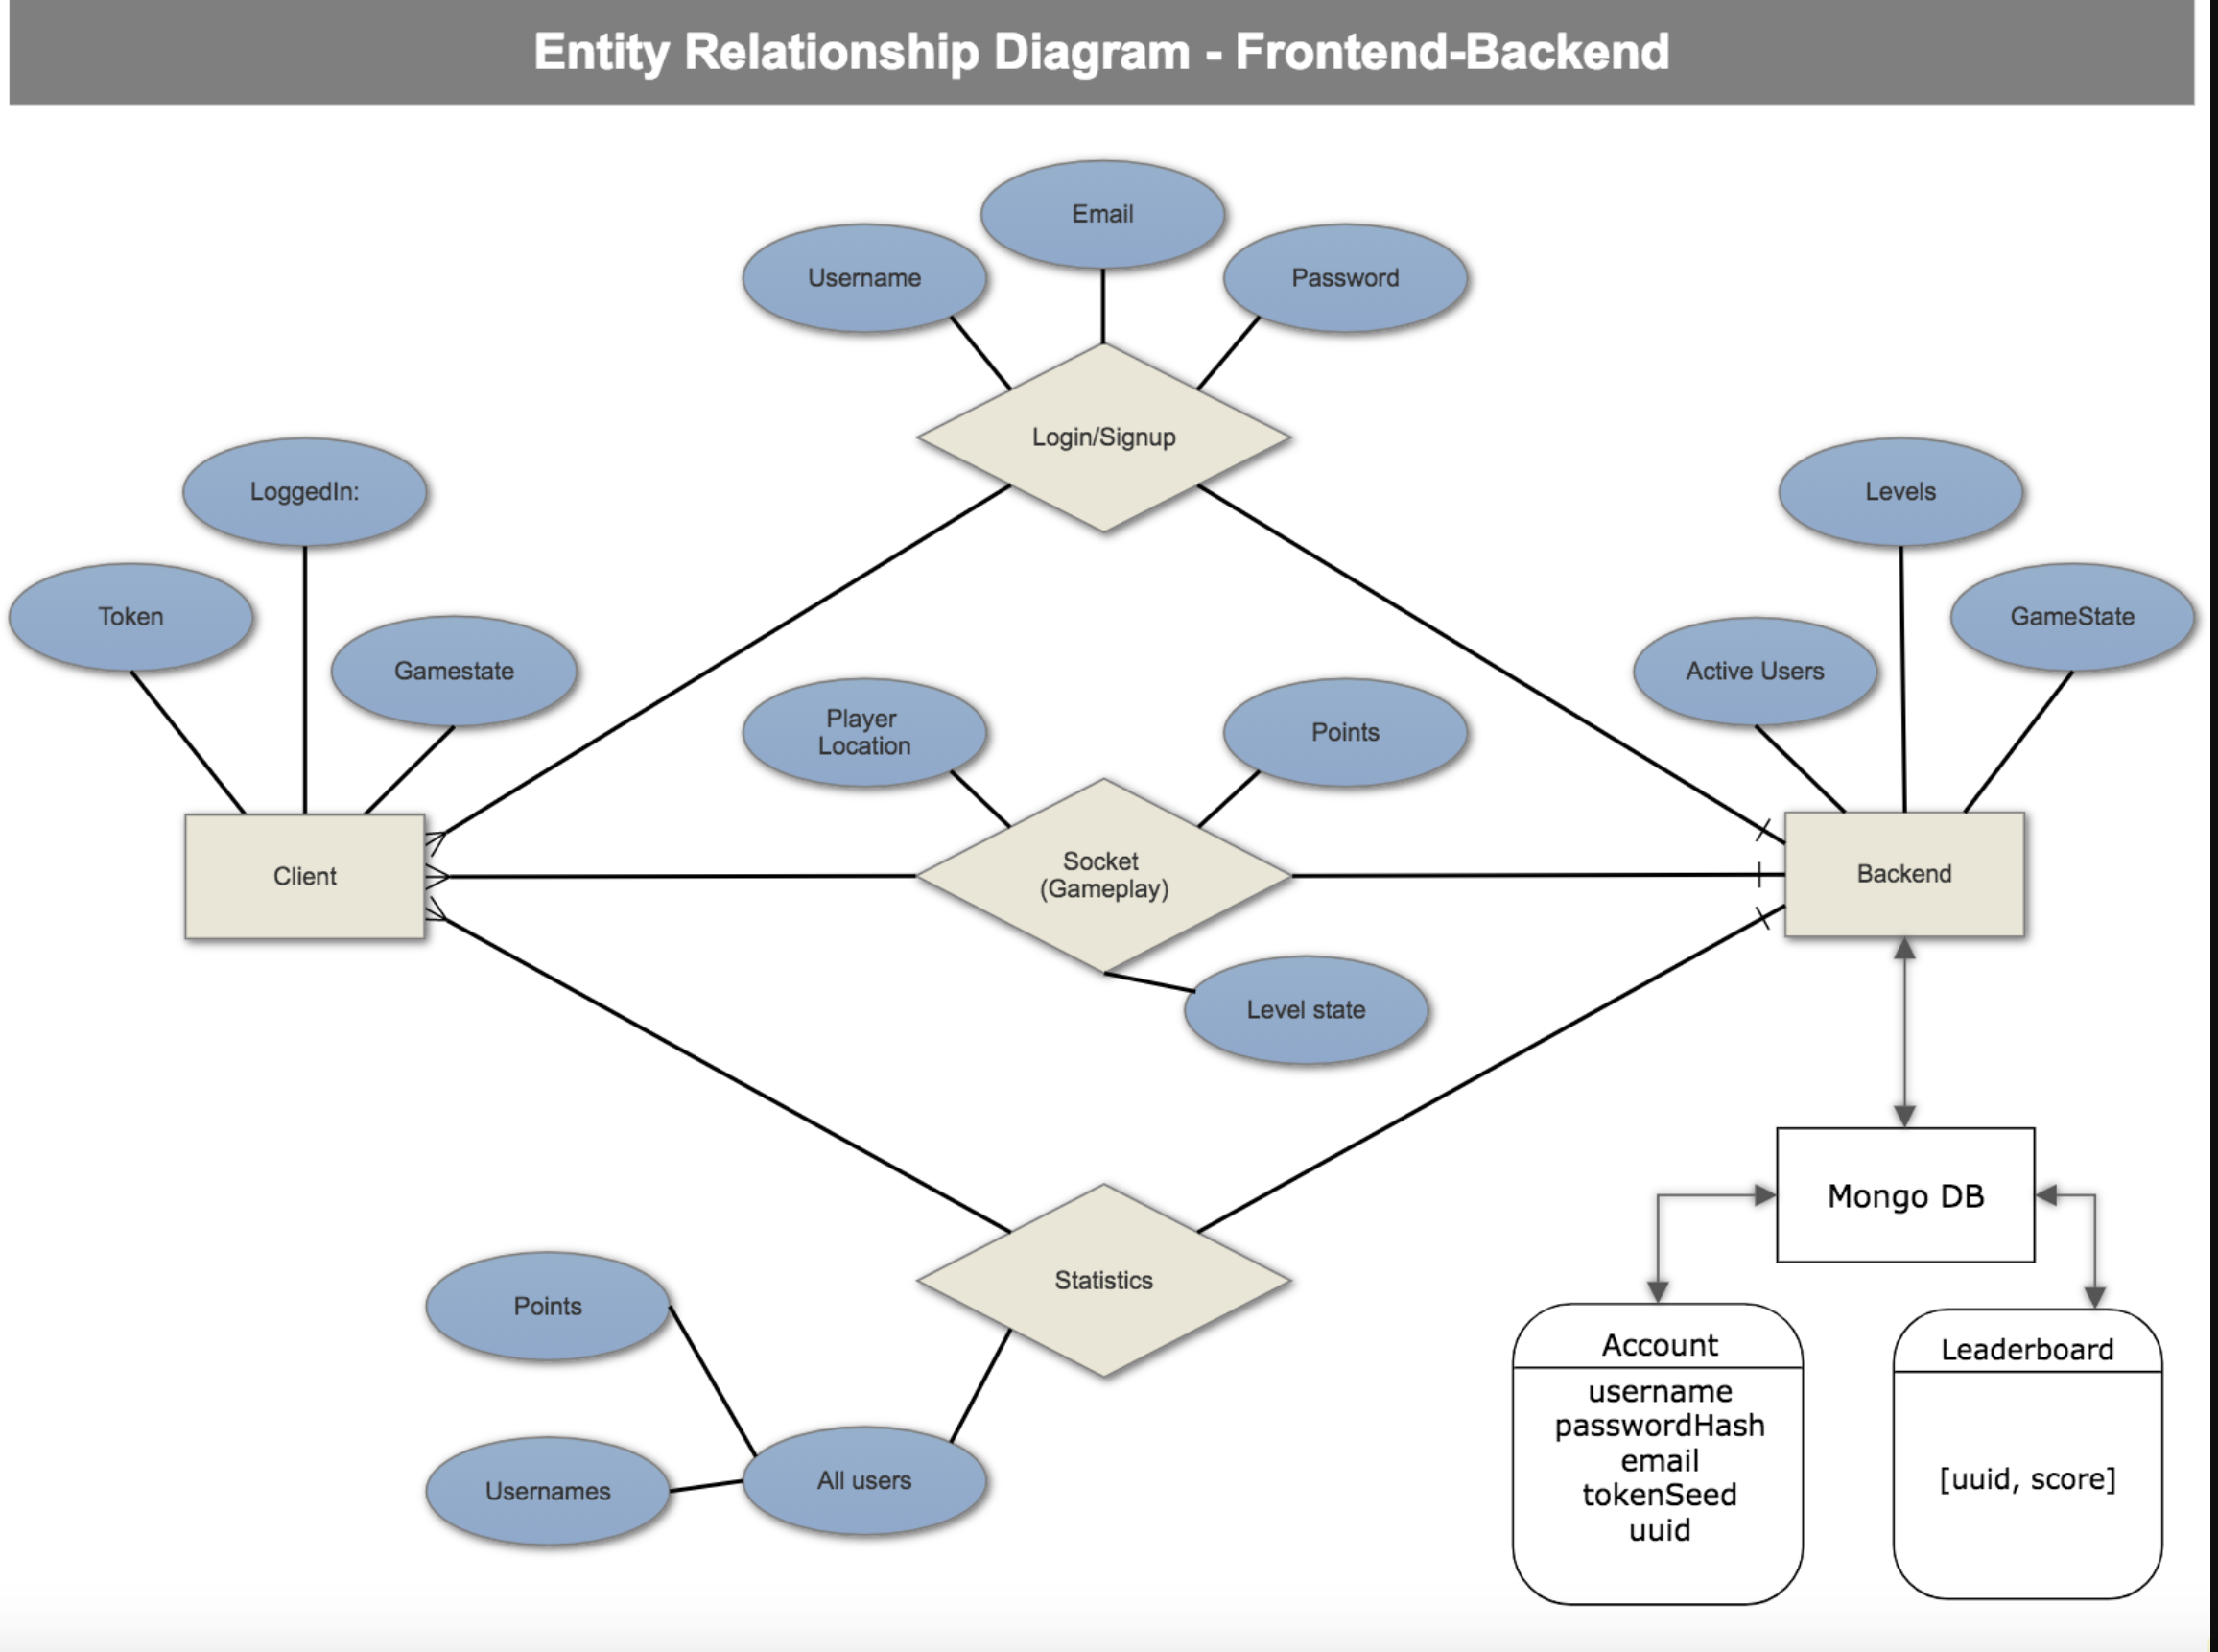 Entity Relationship Diagram - Frontend-Backend
Email
Username
Password
Login/Signup
LoggedIn:
Levels
Token
GameState
Gamestate
Active Users
Player
Location
Points
Socket
(Gameplay)
Client
Backend
Level state
Mongo DB
Statistics
Points
Usernames
All users
Account
username
passwordHash
email
tokenSeed
uuid
Leaderboard
[uuid, score]